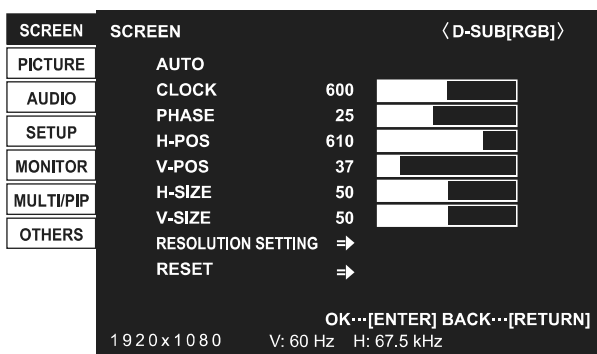 SCREEN
PICTURE
AUDIO
SETUP
MONITOR
MULTI/PIP
OTHERS
SCREEN 〈D-SUB[RGB]〉
AUTO
CLOCK 600
PHASE 25
H-POS 610
V-POS 37
H-SIZE 50
V-SIZE 50
RESOLUTION SETTING ⇒
RESET ⇒
OK···[ENTER] BACK···[RETURN]
1920x1080 V: 60 Hz H: 67.5 kHz